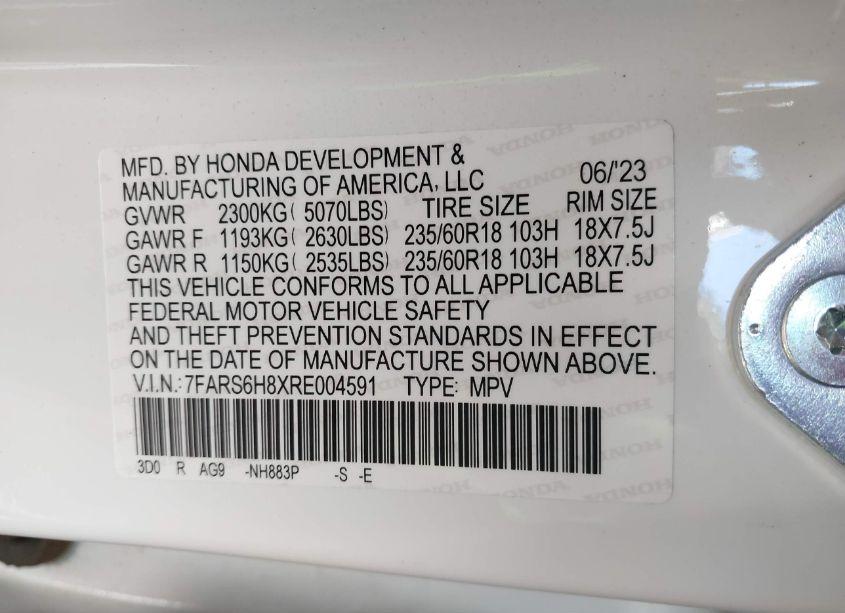 MFD. BY HONDA DEVELOPMENT &
MANUFACTURING OF AMERICA, LLC 06/'23
GVWR 2300KG( 5070LBS) TIRE SIZE RIM SIZE
GAWR F 1193KG( 2630LBS) 235/60R18 103H 18X7.5J
GAWR R 1150KG( 2535LBS) 235/60R18 103H 18X7.5J
THIS VEHICLE CONFORMS TO ALL APPLICABLE
FEDERAL MOTOR VEHICLE SAFETY
AND THEFT PREVENTION STANDARDS IN EFFECT
ON THE DATE OF MANUFACTURE SHOWN ABOVE.
V.I.N.: 7FARS6H8XRE004591 TYPE: MPV
3D0 R AG9 -NH883P -S -E